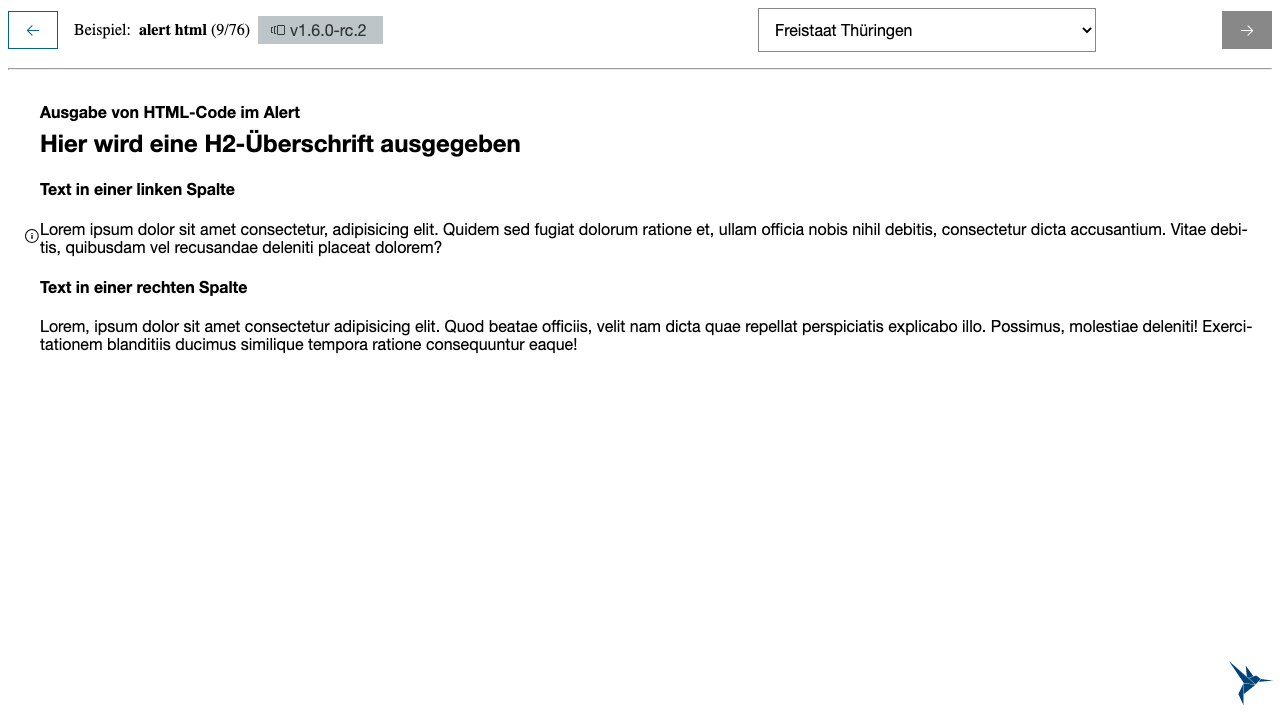 Beispiel: alert html (9/76) v1.6.0-rc.2 Freistaat Thüringen
Ausgabe von HTML-Code im Alert
Hier wird eine H2-Überschrift ausgegeben
Text in einer linken Spalte
Lorem ipsum dolor sit amet consectetur, adipisicing elit. Quidem sed fugiat dolorum ratione et, ullam officia nobis nihil debitis, consectetur dicta accusantium. Vitae debi-
tis, quibusdam vel recusandae deleniti placeat dolorem?
Text in einer rechten Spalte
Lorem, ipsum dolor sit amet consectetur adipisicing elit. Quod beatae officiis, velit nam dicta quae repellat perspiciatis explicabo illo. Possimus, molestiae deleniti! Exerci-
tationem blanditiis ducimus similique tempora ratione consequuntur eaque!